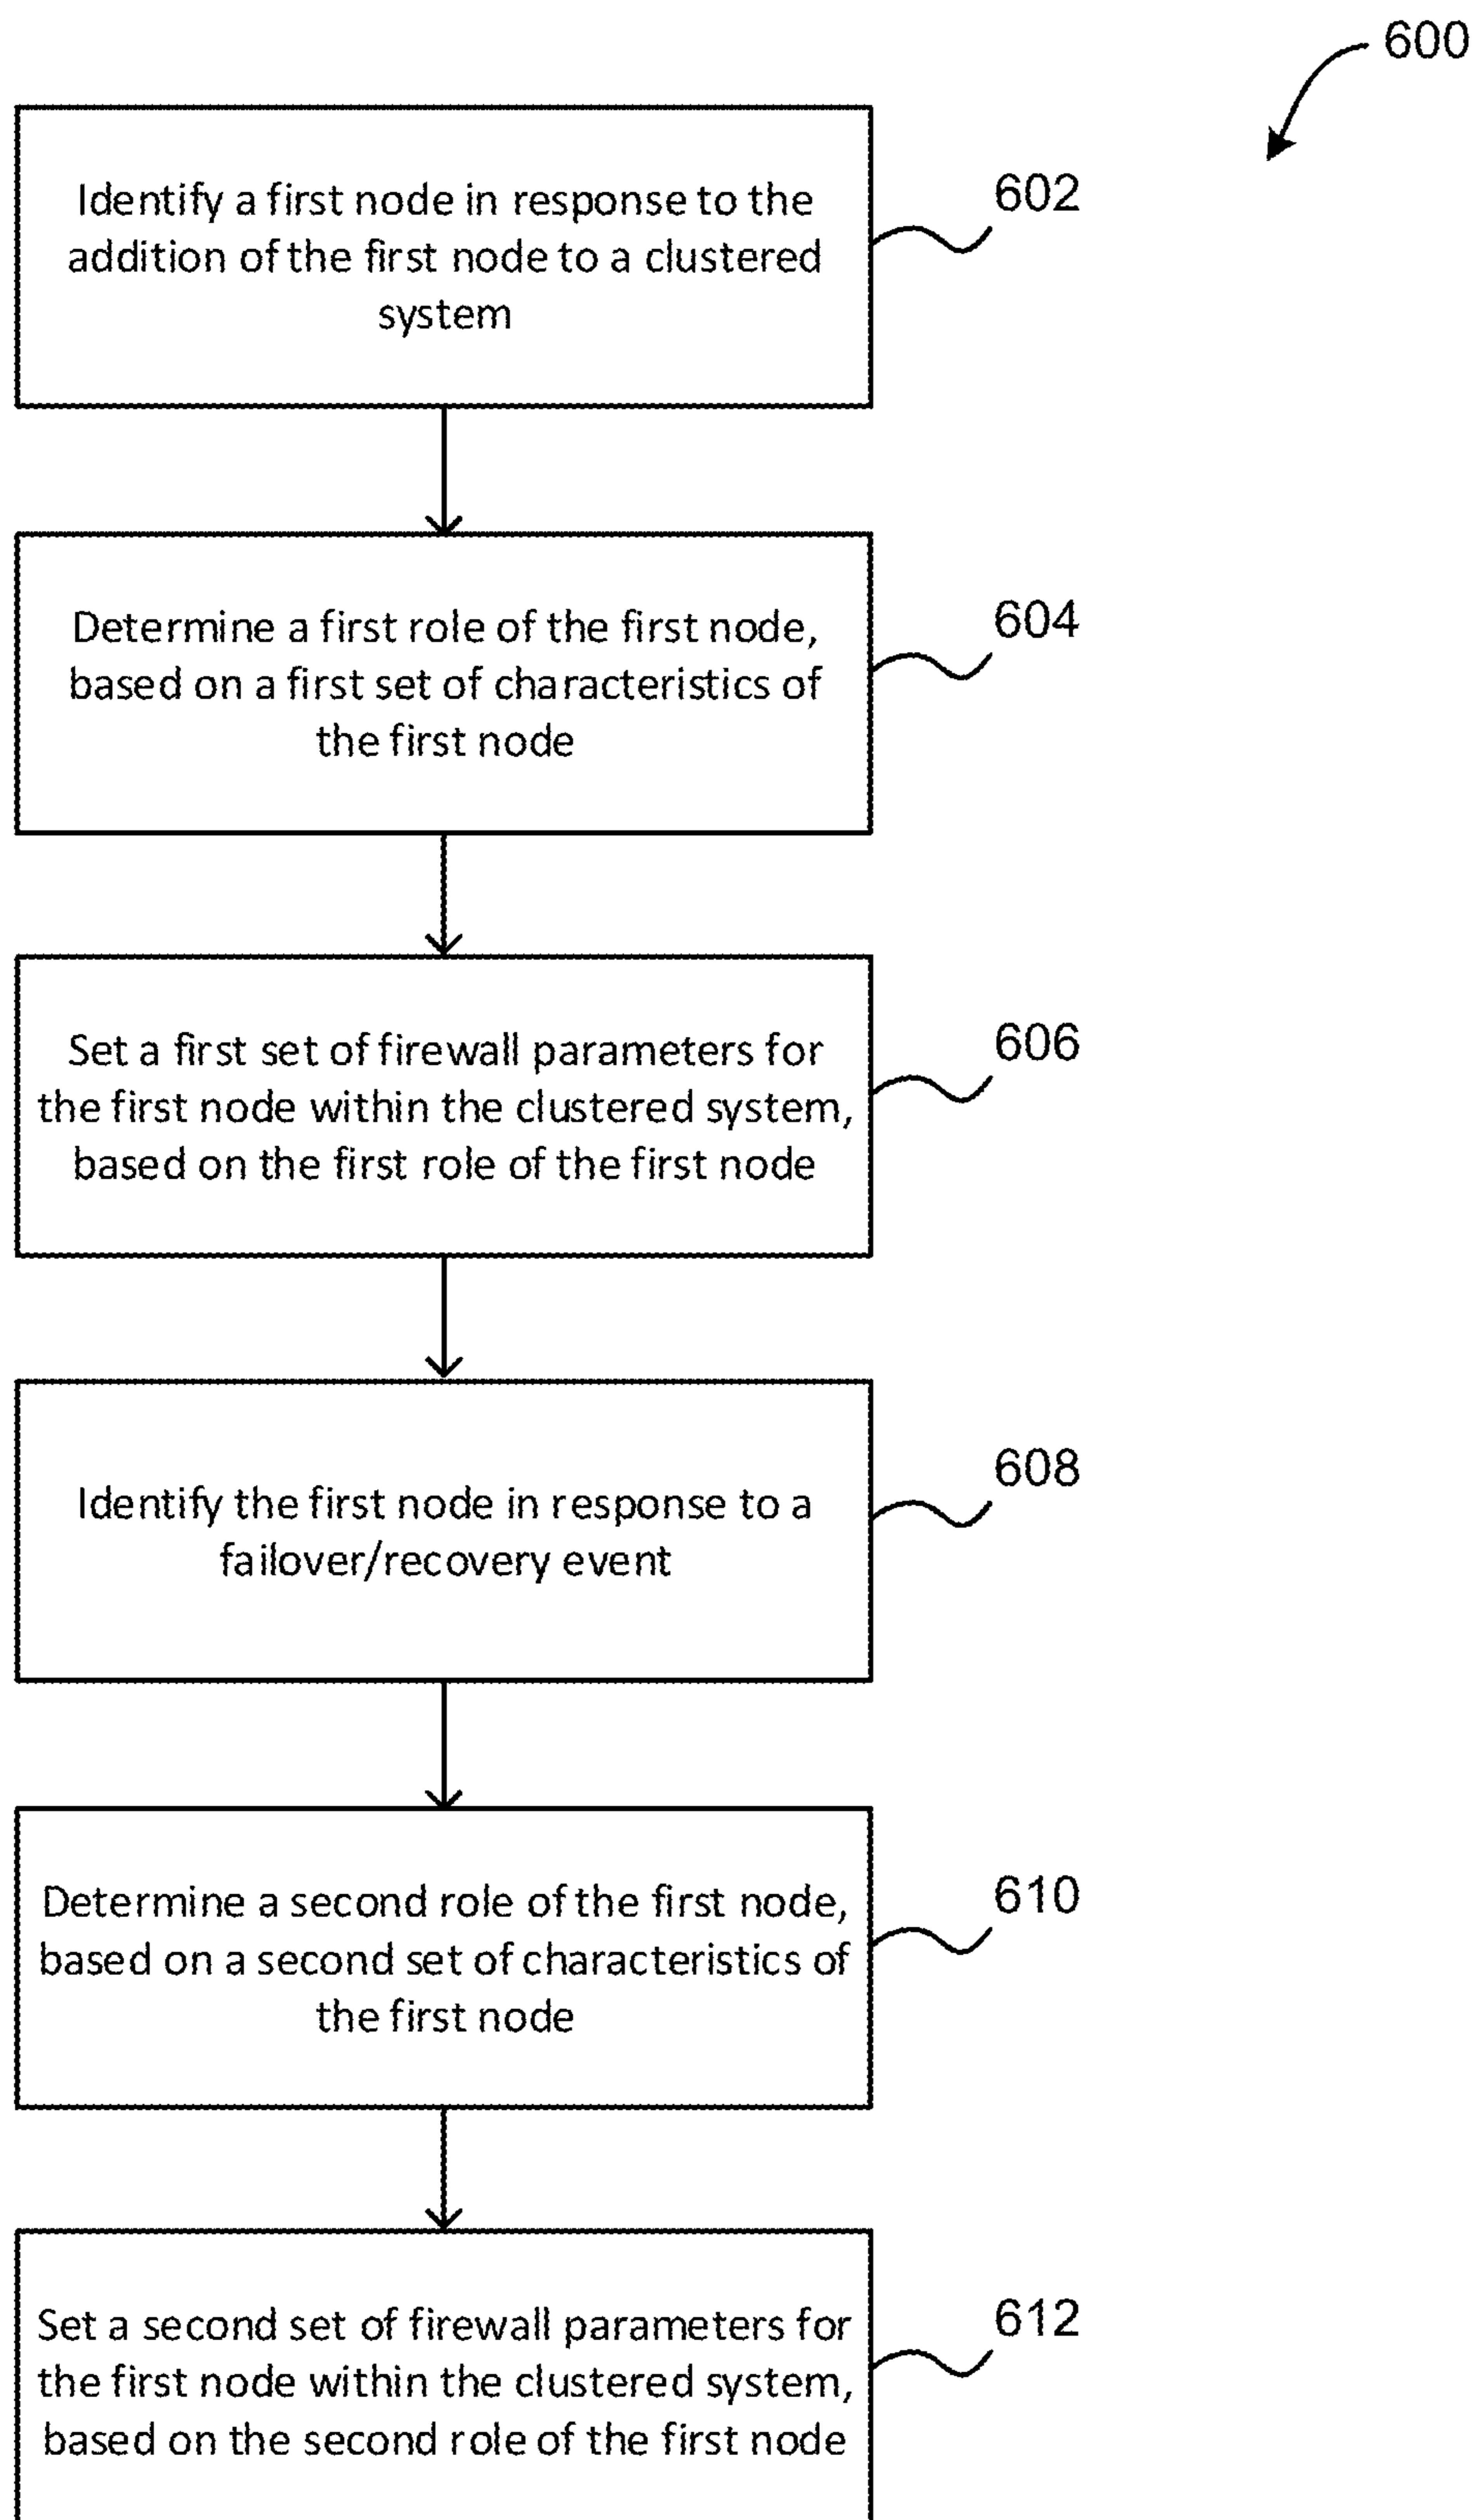 600
Identify a first node in response to the
addition of the first node to a clustered
system
602
Determine a first role of the first node,
based on a first set of characteristics of
the first node
604
Set a first set of firewall parameters for
the first node within the clustered system,
based on the first role of the first node
606
Identify the first node in response to a
failover/recovery event
608
Determine a second role of the first node,
based on a second set of characteristics of
the first node
610
Set a second set of firewall parameters for
the first node within the clustered system,
based on the second role of the first node
612